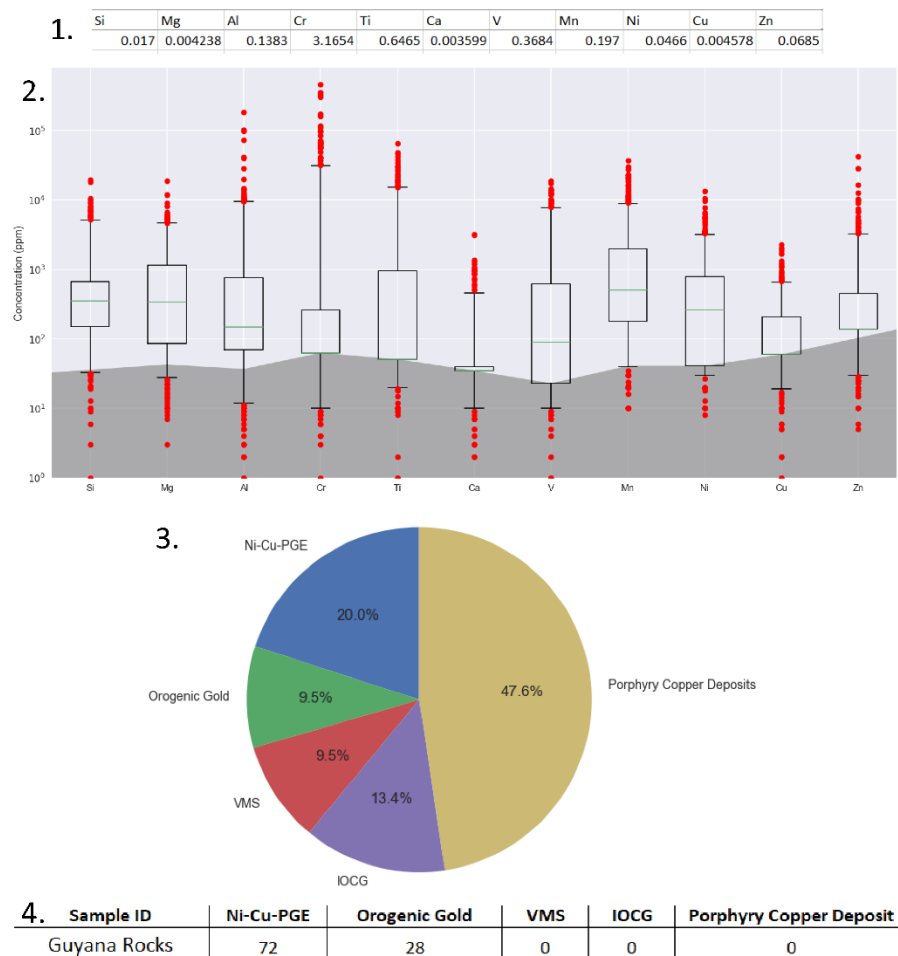 1.
Si Mg Al Cr Ti Ca V Mn Ni Cu Zn
0.017 0.004238 0.1383 3.1654 0.6465 0.003599 0.3684 0.197 0.0466 0.004578 0.0685
2.
Concentration (ppm)
10⁵
10⁴
10³
10²
10¹
10⁰
Si Mg Al Cr Ti Ca V Mn Ni Cu Zn
3.
Ni-Cu-PGE
20.0%
Orogenic Gold
9.5%
47.6%
Porphyry Copper Deposits
VMS
9.5%
13.4%
IOCG
4.
Sample ID Ni-Cu-PGE Orogenic Gold VMS IOCG Porphyry Copper Deposit
Guyana Rocks 72 28 0 0 0